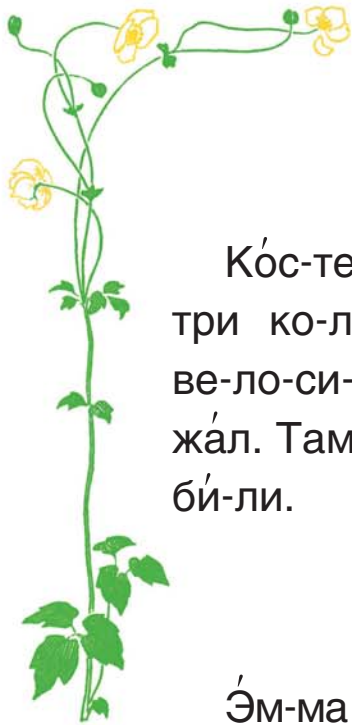 Ко́с-те
три ко-л
ве-ло-си-
жа́л. Там
би́-ли.
Э́м-ма